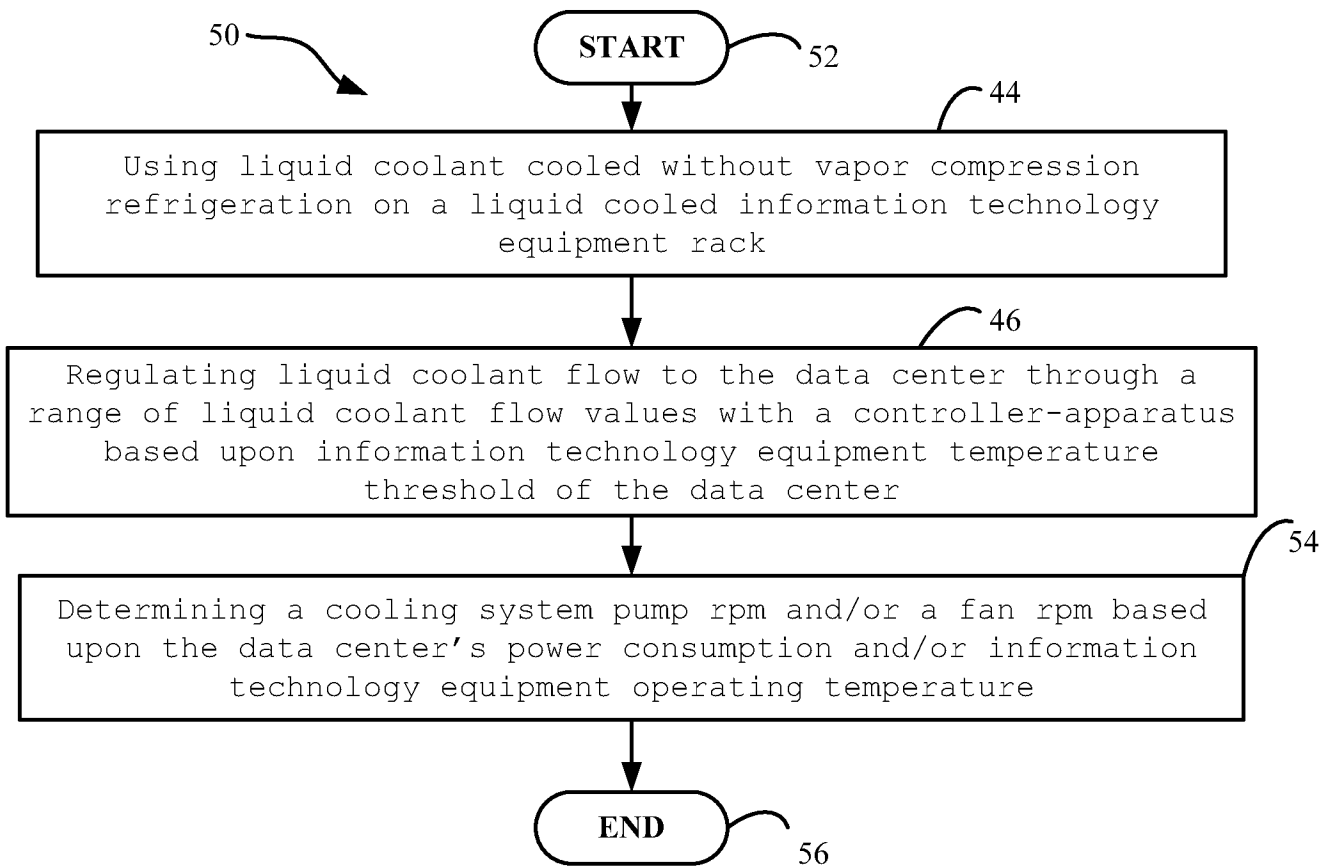 50
START
52
44
Using liquid coolant cooled without vapor compression
refrigeration on a liquid cooled information technology
equipment rack
46
Regulating liquid coolant flow to the data center through a
range of liquid coolant flow values with a controller-apparatus
based upon information technology equipment temperature
threshold of the data center
54
Determining a cooling system pump rpm and/or a fan rpm based
upon the data center’s power consumption and/or information
technology equipment operating temperature
END
56